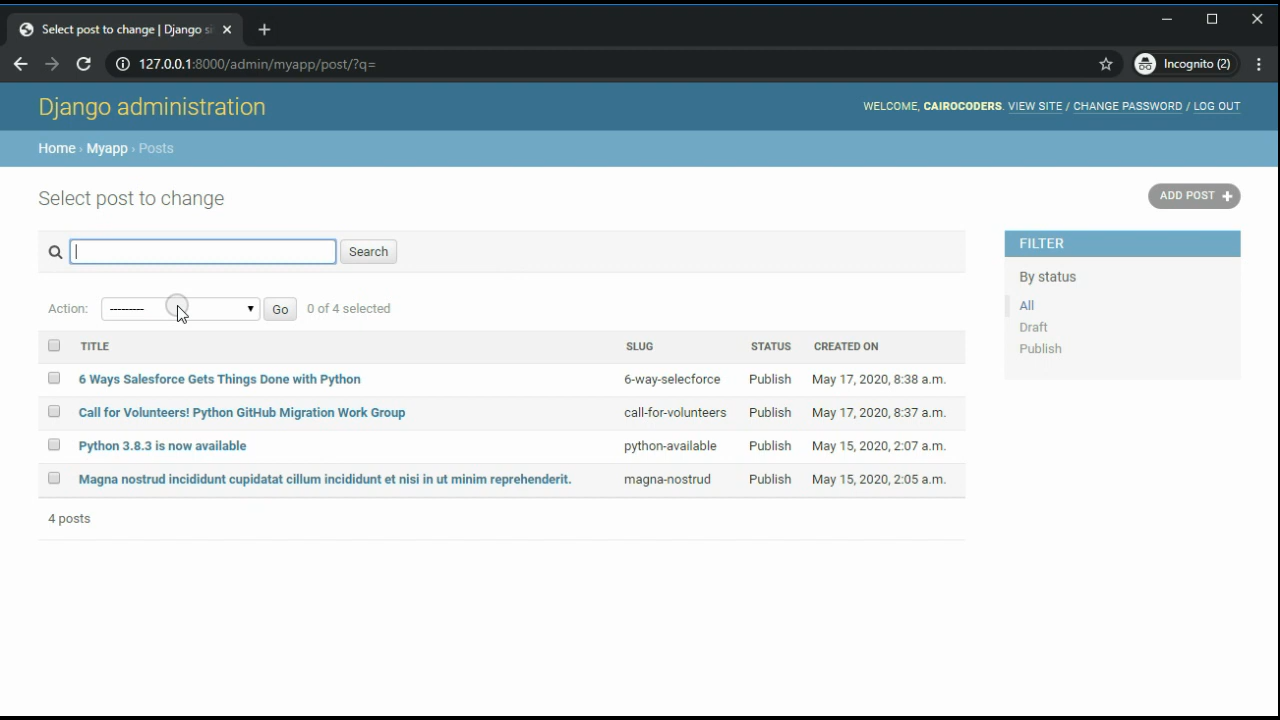 Select post to change | Django si
127.0.0.1:8000/admin/myapp/post/?q=
Incognito (2)
Django administration
WELCOME, CAIROCODERS. VIEW SITE / CHANGE PASSWORD / LOG OUT
Home › Myapp › Posts
Select post to change
ADD POST +
Search
FILTER
By status
All
Draft
Publish
Action: --------- Go 0 of 4 selected
TITLE SLUG STATUS CREATED ON
6 Ways Salesforce Gets Things Done with Python 6-way-selecforce Publish May 17, 2020, 8:38 a.m.
Call for Volunteers! Python GitHub Migration Work Group call-for-volunteers Publish May 17, 2020, 8:37 a.m.
Python 3.8.3 is now available python-available Publish May 15, 2020, 2:07 a.m.
Magna nostrud incididunt cupidatat cillum incididunt et nisi in ut minim reprehenderit. magna-nostrud Publish May 15, 2020, 2:05 a.m.
4 posts